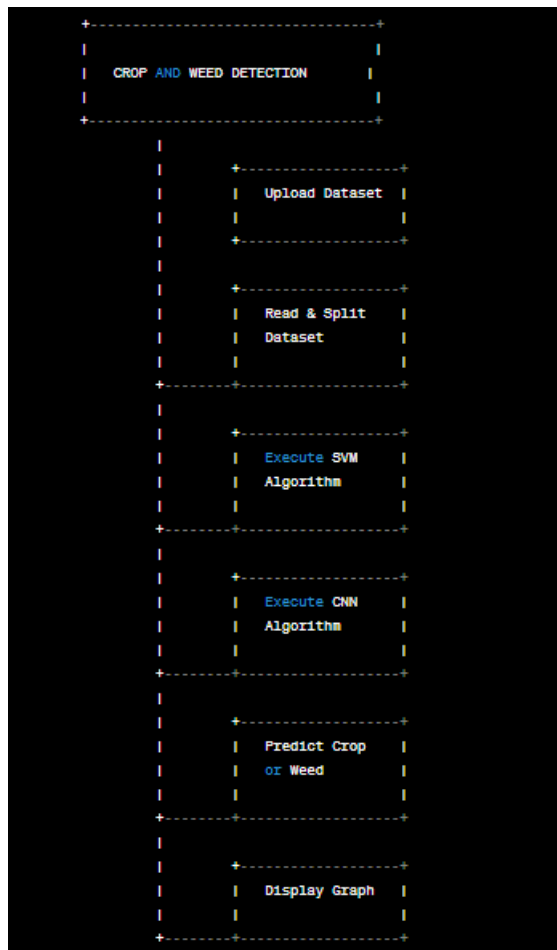 CROP AND WEED DETECTION
Upload Dataset
Read & Split
Dataset
Execute SVM
Algorithm
Execute CNN
Algorithm
Predict Crop
or Weed
Display Graph